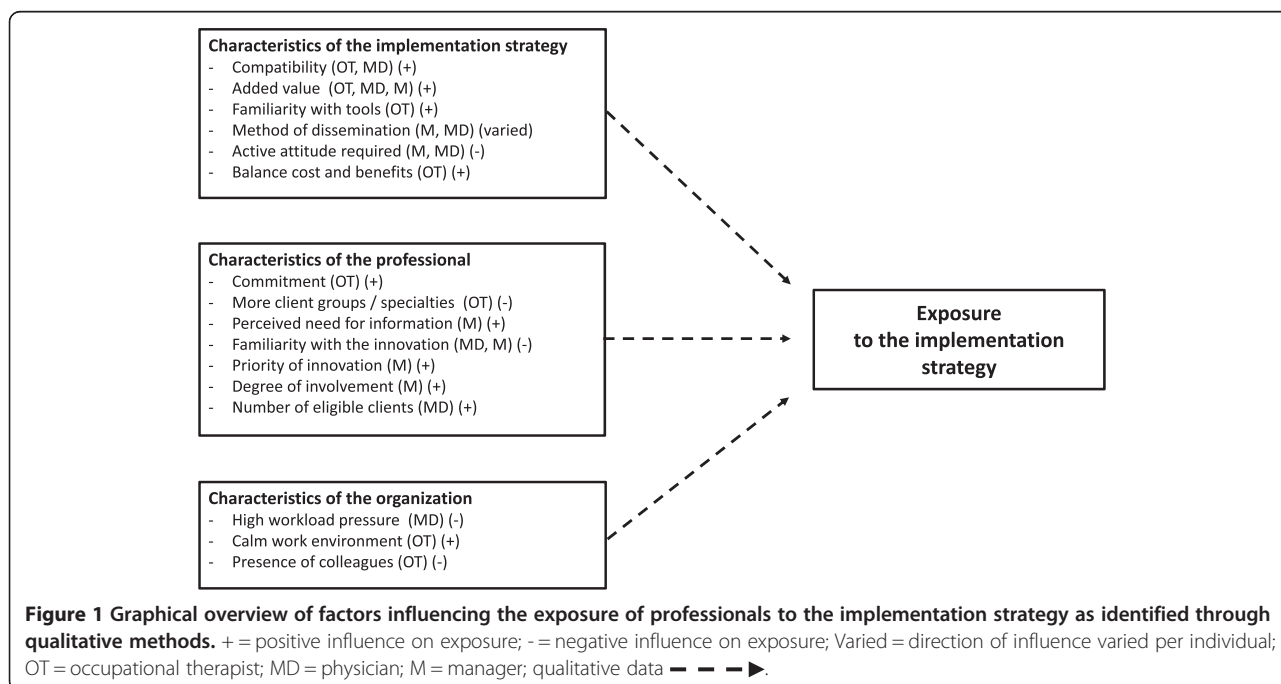 Characteristics of the implementation strategy
- Compatibility (OT, MD) (+)
- Added value (OT, MD, M) (+)
- Familiarity with tools (OT) (+)
- Method of dissemination (M, MD) (varied)
- Active attitude required (M, MD) (-)
- Balance cost and benefits (OT) (+)
Characteristics of the professional
- Commitment (OT) (+)
- More client groups / specialties (OT) (-)
- Perceived need for information (M) (+)
- Familiarity with the innovation (MD, M) (-)
- Priority of innovation (M) (+)
- Degree of involvement (M) (+)
- Number of eligible clients (MD) (+)
Characteristics of the organization
- High workload pressure (MD) (-)
- Calm work environment (OT) (+)
- Presence of colleagues (OT) (-)
Exposure
to the implementation
strategy
Figure 1 Graphical overview of factors influencing the exposure of professionals to the implementation strategy as identified through
qualitative methods. + = positive influence on exposure; - = negative influence on exposure; Varied = direction of influence varied per individual;
OT = occupational therapist; MD = physician; M = manager; qualitative data – – – ►.